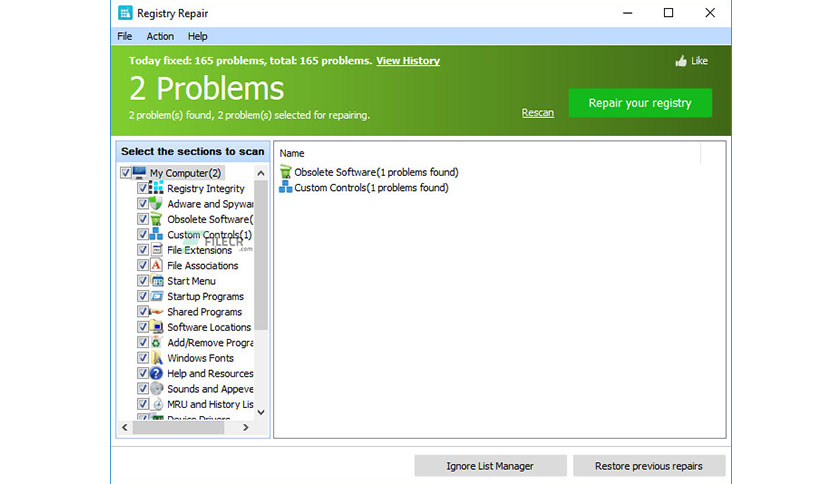 Registry Repair
File Action Help
Today fixed: 165 problems, total: 165 problems. View History
Like
2 Problems
2 problem(s) found, 2 problem(s) selected for repairing.
Rescan
Repair your registry
Select the sections to scan
My Computer(2)
Registry Integrity
Adware and Spywar
Obsolete Software(
Custom Controls(1)
File Extensions
File Associations
Start Menu
Startup Programs
Shared Programs
Software Locations
Add/Remove Progra
Windows Fonts
Help and Resources
Sounds and Appeve
MRU and History Lis
Device Drivers
FILECR
.com
Name
Obsolete Software(1 problems found)
Custom Controls(1 problems found)
Ignore List Manager
Restore previous repairs